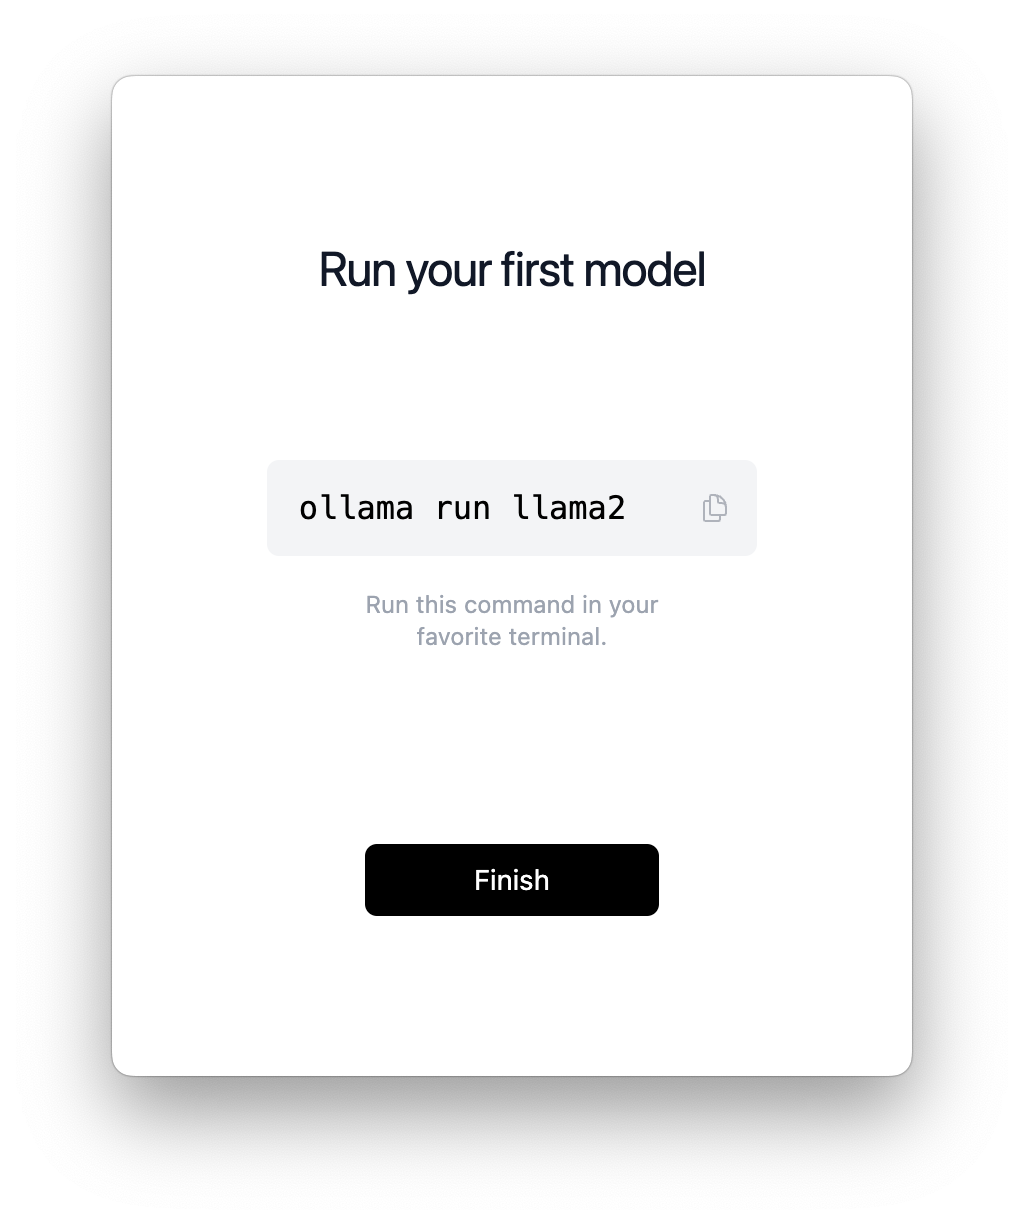 Run your first model
ollama run llama2
Run this command in your
favorite terminal.
Finish